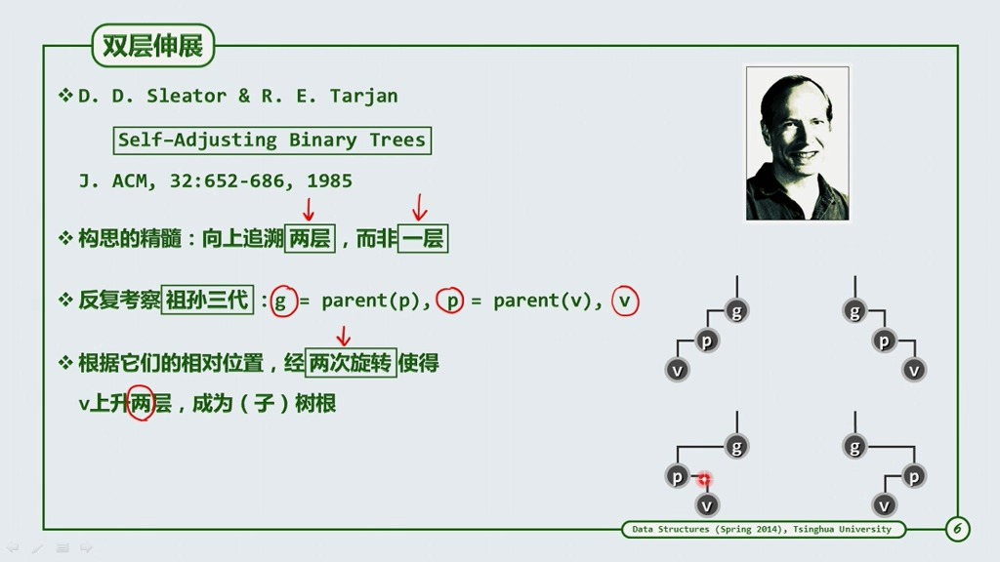 双层伸展
❖ D. D. Sleator & R. E. Tarjan
Self-Adjusting Binary Trees
J. ACM, 32:652-686, 1985
❖ 构思的精髓：向上追溯两层，而非一层
❖ 反复考察祖孙三代：g = parent(p), p = parent(v), v
❖ 根据它们的相对位置，经两次旋转使得
v上升两层，成为（子）树根
g
g
p
p
v
v
g
g
p
p
v
v
Data Structures (Spring 2014), Tsinghua University
6